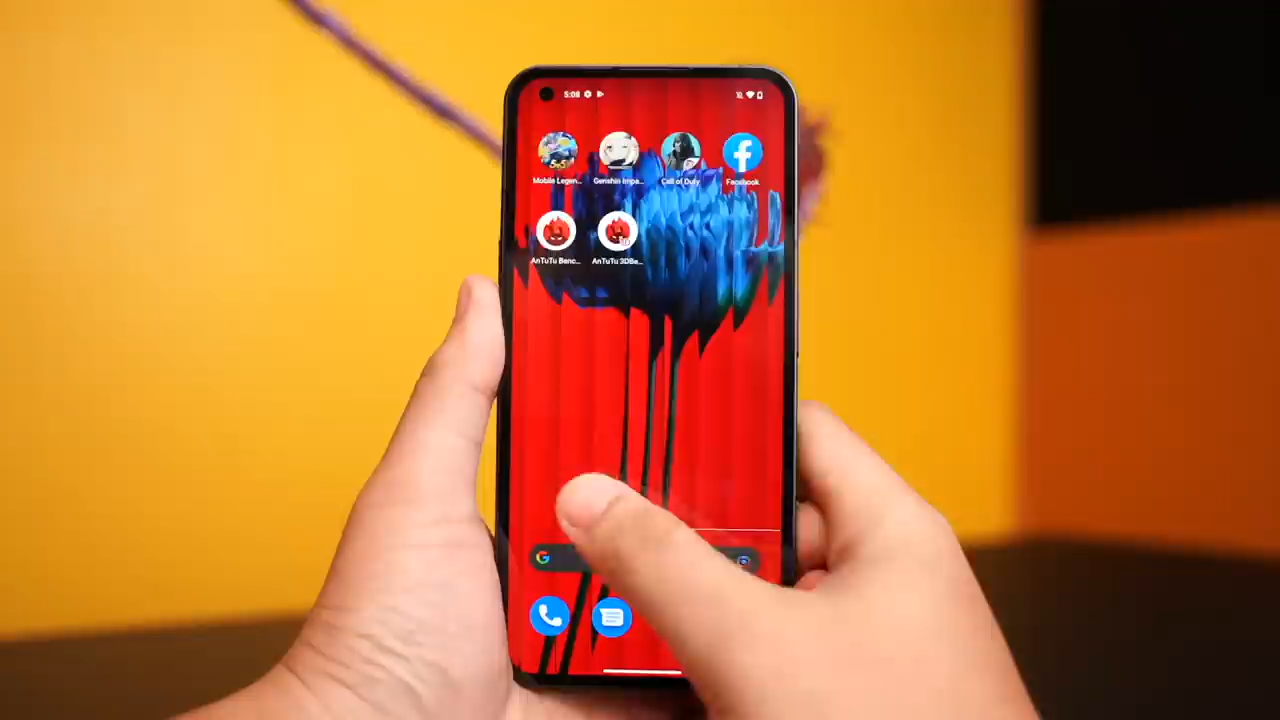 5:08
Mobile Legen... Genshin Impa... Call of Duty Facebook
AnTuTu Benc... AnTuTu 3DBe...
G